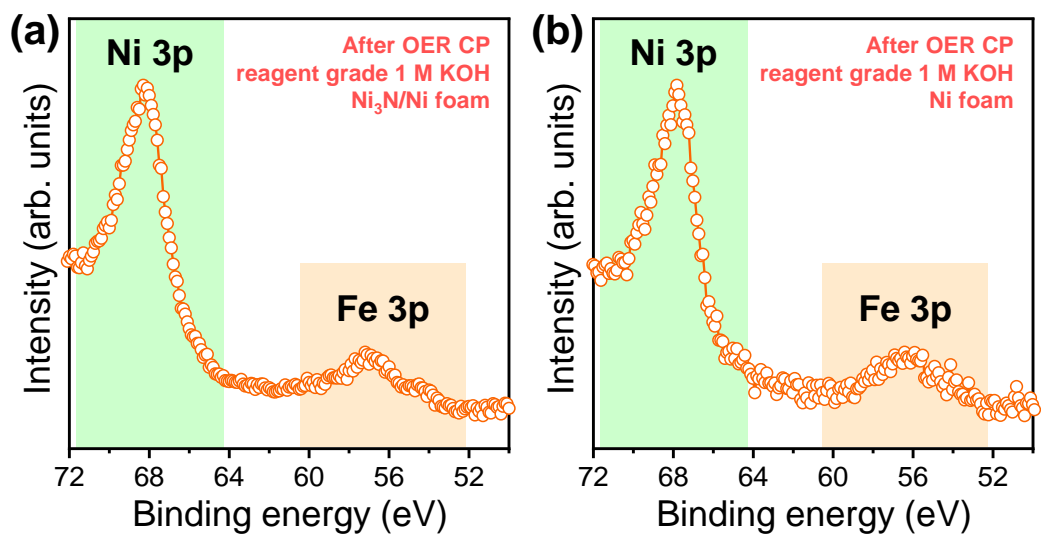 (a)
Ni 3p
After OER CP
reagent grade 1 M KOH
Ni₃N/Ni foam
Fe 3p
Intensity (arb. units)
72 68 64 60 56 52
Binding energy (eV)
(b)
Ni 3p
After OER CP
reagent grade 1 M KOH
Ni foam
Fe 3p
Intensity (arb. units)
72 68 64 60 56 52
Binding energy (eV)